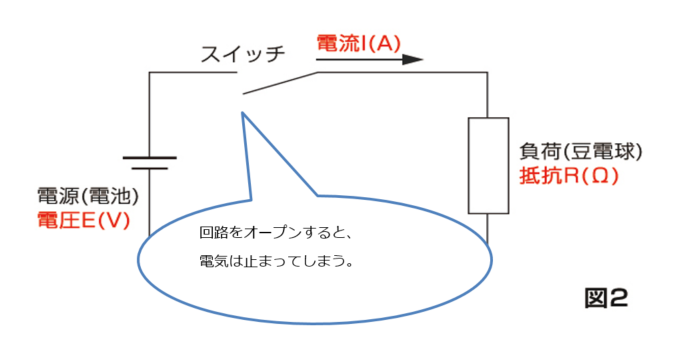 スイッチ
電流I(A)
電源(電池)
電圧E(V)
負荷(豆電球)
抵抗R(Ω)
回路をオープンすると、
電気は止まってしまう。
図2